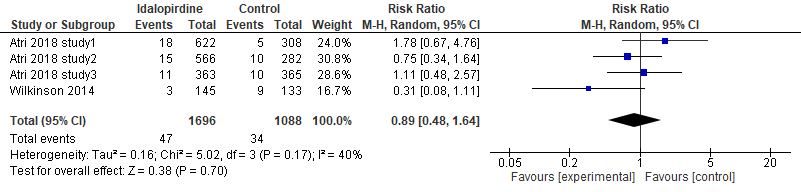 Idalopirdine Control Risk Ratio Risk Ratio
Study or Subgroup Events Total Events Total Weight M-H, Random, 95% CI M-H, Random, 95% CI
Atri 2018 study1 18 622 5 308 24.0% 1.78 [0.67, 4.76]
Atri 2018 study2 15 566 10 282 30.8% 0.75 [0.34, 1.64]
Atri 2018 study3 11 363 10 365 28.6% 1.11 [0.48, 2.57]
Wilkinson 2014 3 145 9 133 16.7% 0.31 [0.08, 1.11]
Total (95% CI) 1696 1088 100.0% 0.89 [0.48, 1.64]
Total events 47 34
Heterogeneity: Tau² = 0.16; Chi² = 5.02, df = 3 (P = 0.17); I² = 40%
Test for overall effect: Z = 0.38 (P = 0.70)
0.05 0.2 1 5 20
Favours [experimental] Favours [control]